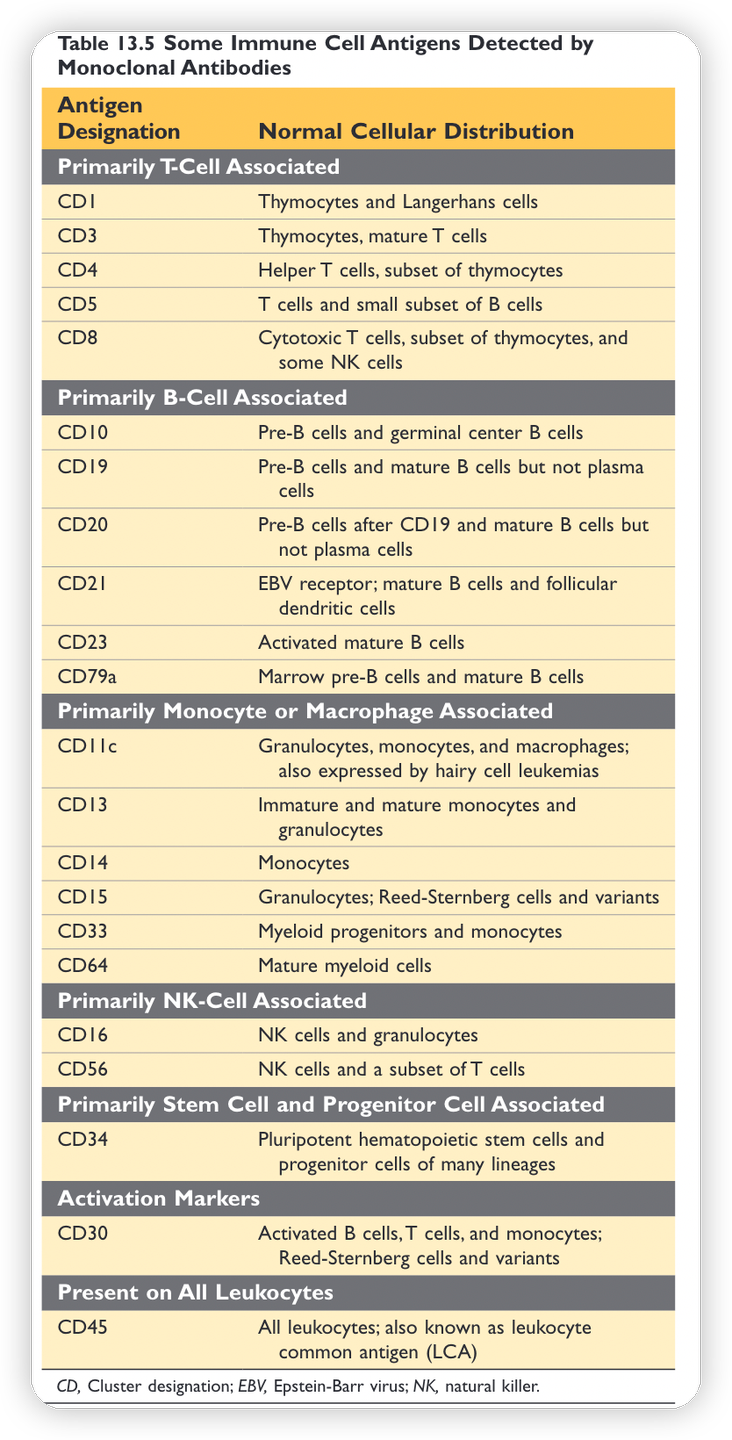 Table 13.5 Some Immune Cell Antigens Detected by
Monoclonal Antibodies
Antigen
Designation Normal Cellular Distribution
Primarily T-Cell Associated
CD1 Thymocytes and Langerhans cells
CD3 Thymocytes, mature T cells
CD4 Helper T cells, subset of thymocytes
CD5 T cells and small subset of B cells
CD8 Cytotoxic T cells, subset of thymocytes, and
some NK cells
Primarily B-Cell Associated
CD10 Pre-B cells and germinal center B cells
CD19 Pre-B cells and mature B cells but not plasma
cells
CD20 Pre-B cells after CD19 and mature B cells but
not plasma cells
CD21 EBV receptor; mature B cells and follicular
dendritic cells
CD23 Activated mature B cells
CD79a Marrow pre-B cells and mature B cells
Primarily Monocyte or Macrophage Associated
CD11c Granulocytes, monocytes, and macrophages;
also expressed by hairy cell leukemias
CD13 Immature and mature monocytes and
granulocytes
CD14 Monocytes
CD15 Granulocytes; Reed-Sternberg cells and variants
CD33 Myeloid progenitors and monocytes
CD64 Mature myeloid cells
Primarily NK-Cell Associated
CD16 NK cells and granulocytes
CD56 NK cells and a subset of T cells
Primarily Stem Cell and Progenitor Cell Associated
CD34 Pluripotent hematopoietic stem cells and
progenitor cells of many lineages
Activation Markers
CD30 Activated B cells, T cells, and monocytes;
Reed-Sternberg cells and variants
Present on All Leukocytes
CD45 All leukocytes; also known as leukocyte
common antigen (LCA)
CD, Cluster designation; EBV, Epstein-Barr virus; NK, natural killer.